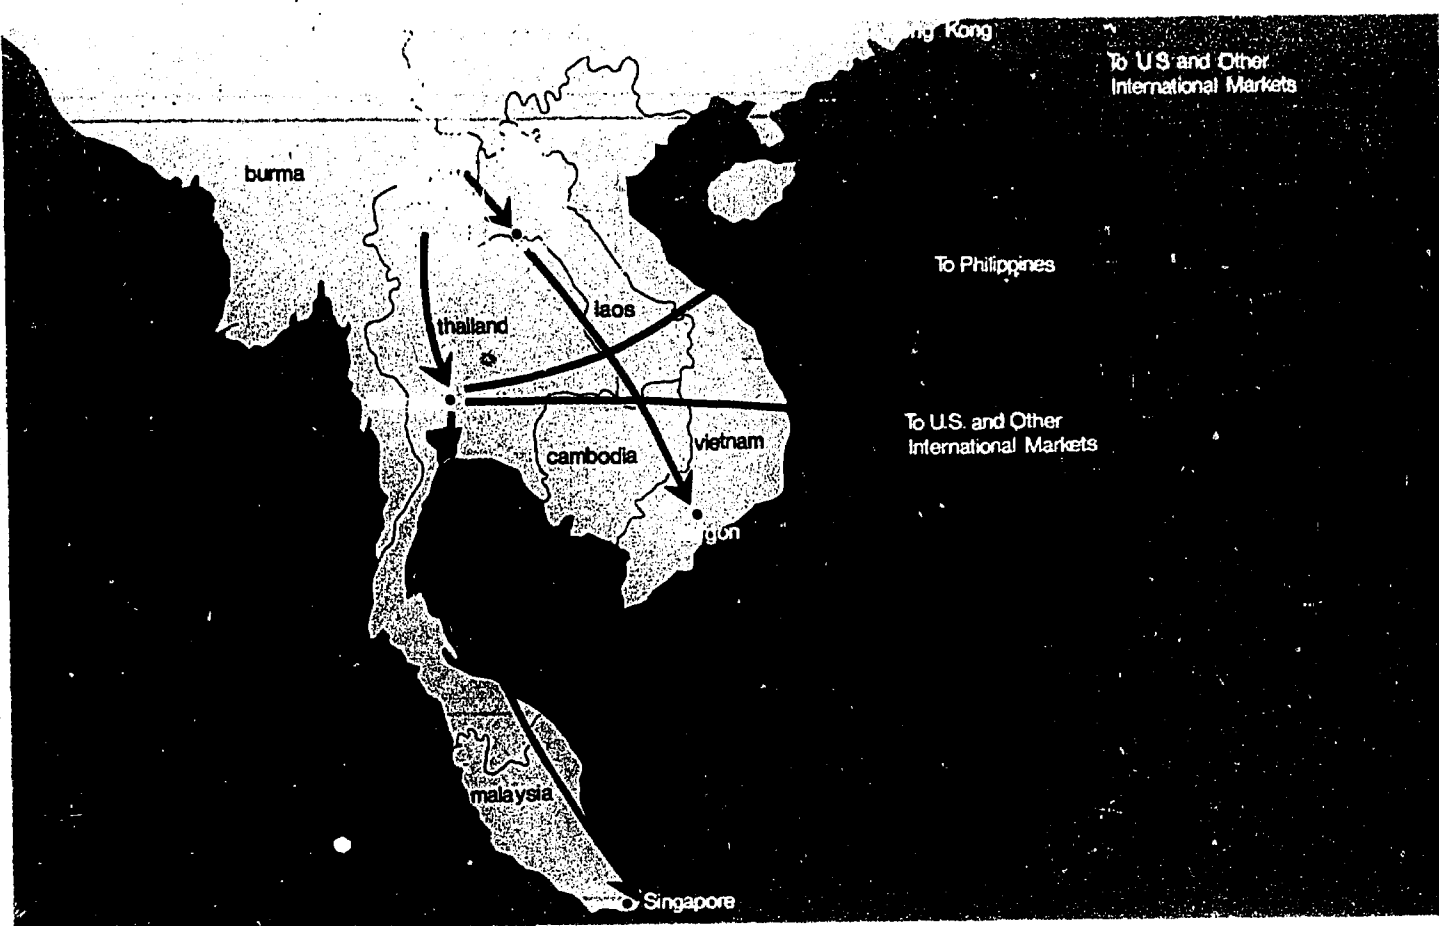 Kong
To U.S. and Other
International Markets
burma
To Philippines
laos
thailand
To U.S. and Other
International Markets
vietnam
cambodia
malaysia
Singapore